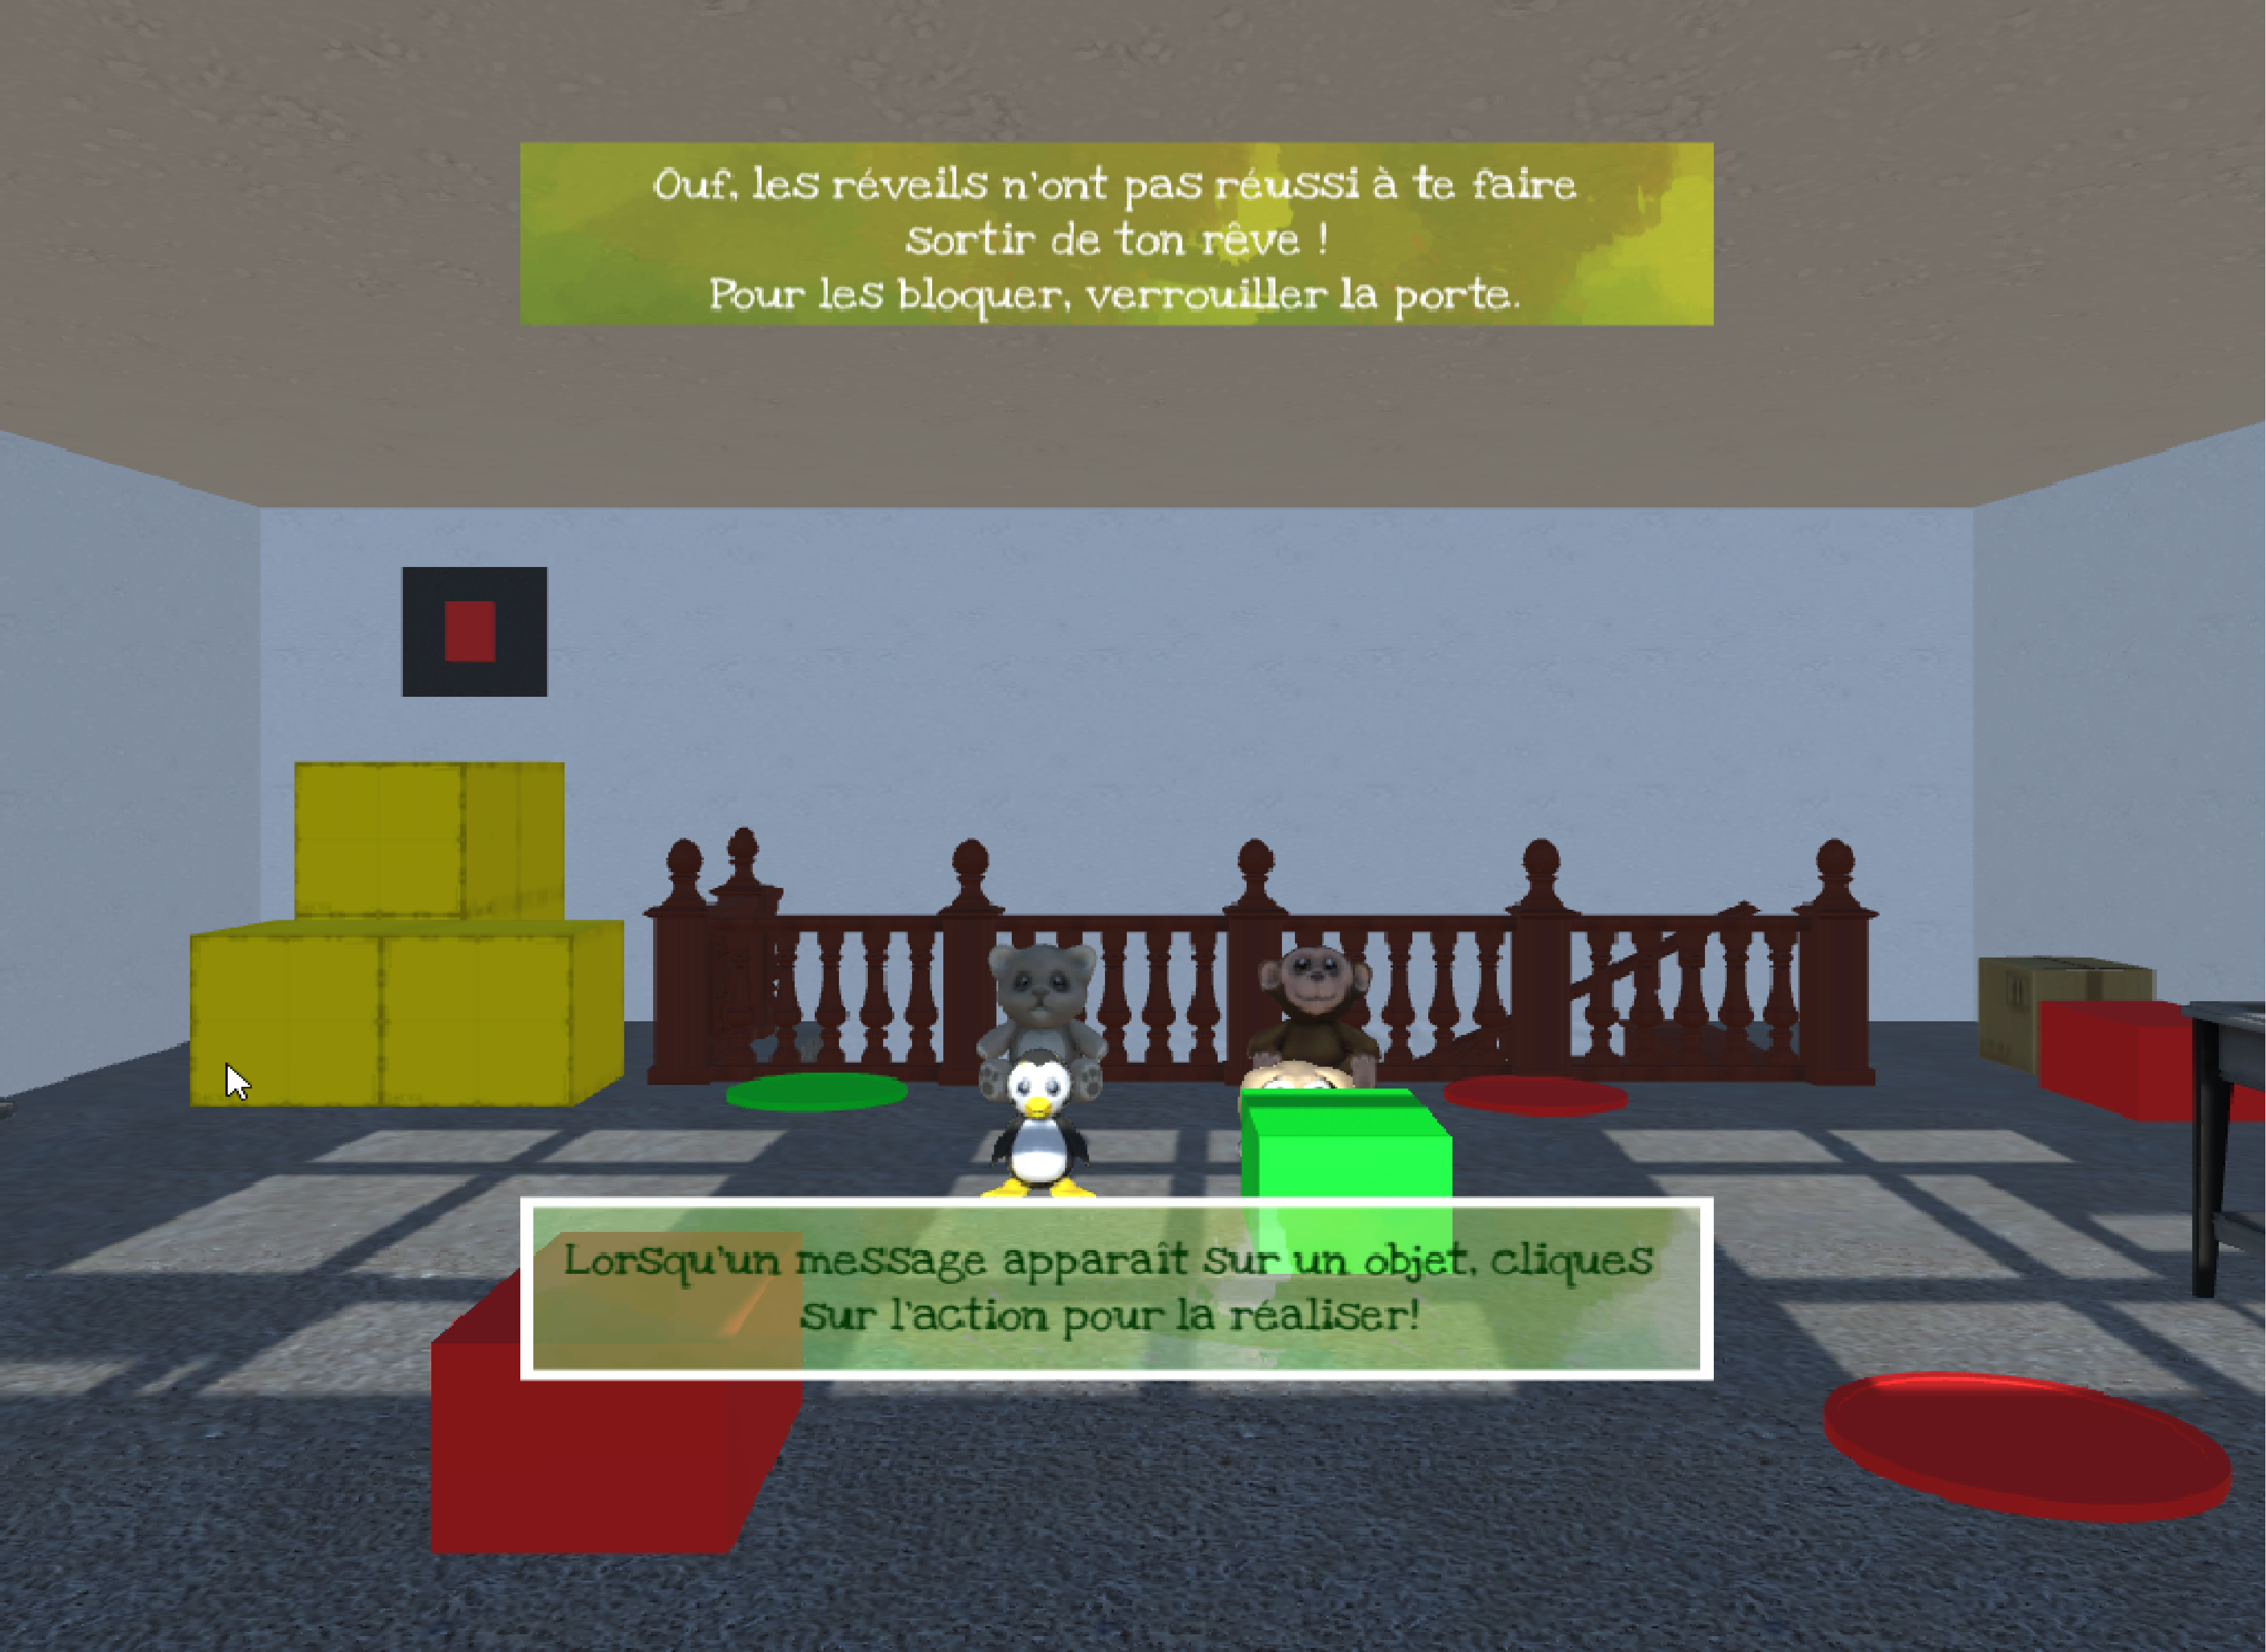 Ouf, les réveils n'ont pas réussi à te faire
sortir de ton rêve !
Pour les bloquer, verrouiller la porte.
Lorsqu'un message apparaît sur un objet, cliques
sur l'action pour la réaliser!